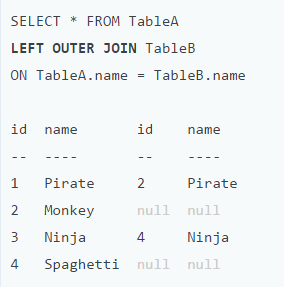 SELECT * FROM TableA
LEFT OUTER JOIN TableB
ON TableA.name = TableB.name
id  name       id    name
--  ----       --    ----
1   Pirate     2     Pirate
2   Monkey     null  null
3   Ninja      4     Ninja
4   Spaghetti  null  null